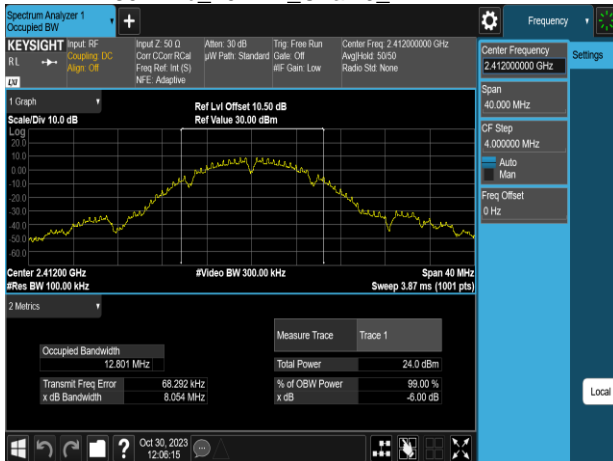 Spectrum Analyzer 1
Occupied BW
Frequency
KEYSIGHT
Input: RF
Coupling: DC
Align: Off
Input Z: 50 Ω
Corr CCorr RCal
Freq Ref: Int (S)
NFE: Adaptive
Atten: 30 dB
µW Path: Standard
Trig: Free Run
Gate: Off
#IF Gain: Low
Center Freq: 2.412000000 GHz
Avg|Hold: 50/50
Radio Std: None
RL
LXI
Center Frequency
2.412000000 GHz
Settings
Span
40.000 MHz
CF Step
4.000000 MHz
Auto
Man
Freq Offset
0 Hz
Local
1 Graph
Scale/Div 10.0 dB
Ref Lvl Offset 10.50 dB
Ref Value 30.00 dBm
Log
20.0
10.0
0.00
-10.0
-20.0
-30.0
-40.0
-50.0
-60.0
Center 2.41200 GHz
#Video BW 300.00 kHz
Span 40 MHz
#Res BW 100.00 kHz
Sweep 3.87 ms (1001 pts)
2 Metrics
Measure Trace
Trace 1
Occupied Bandwidth
12.801 MHz
Total Power
24.0 dBm
Transmit Freq Error
68.292 kHz
% of OBW Power
99.00 %
x dB Bandwidth
8.054 MHz
x dB
-6.00 dB
Oct 30, 2023
12:06:15